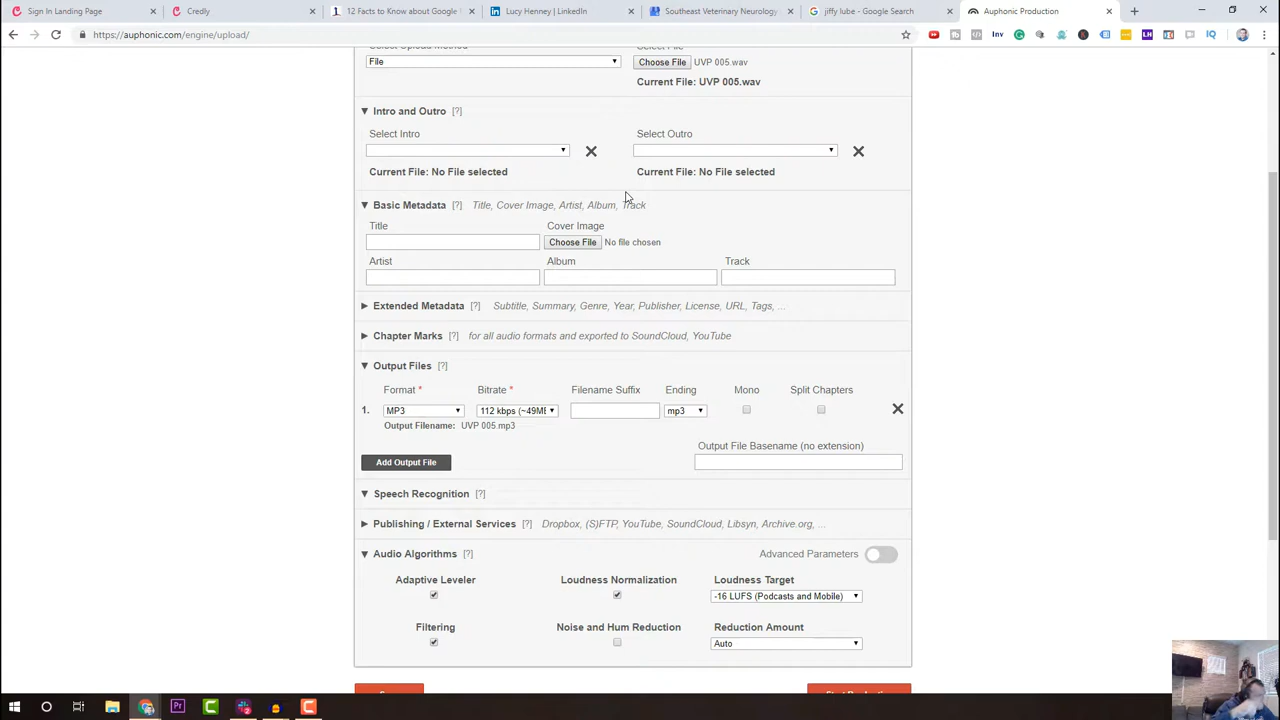 Sign In Landing Page
Credly
12 Facts to Know about Google
Lucy Henney | LinkedIn
Southeast Veterinary Neurology
jiffy lube - Google Search
Auphonic Production
https://auphonic.com/engine/upload/
Inv
LH
IQ
File
Choose File UVP 005.wav
Current File: UVP 005.wav
Intro and Outro [?]
Select Intro
Select Outro
Current File: No File selected
Current File: No File selected
Basic Metadata [?] Title, Cover Image, Artist, Album, Track
Title
Cover Image
Choose File No file chosen
Artist
Album
Track
Extended Metadata [?] Subtitle, Summary, Genre, Year, Publisher, License, URL, Tags, ...
Chapter Marks [?] for all audio formats and exported to SoundCloud, YouTube
Output Files [?]
Format * Bitrate * Filename Suffix Ending Mono Split Chapters
1. MP3 112 kbps (~49ME mp3
Output Filename: UVP 005.mp3
Output File Basename (no extension)
Add Output File
Speech Recognition [?]
Publishing / External Services [?] Dropbox, (S)FTP, YouTube, SoundCloud, Libsyn, Archive.org, ...
Audio Algorithms [?] Advanced Parameters
Adaptive Leveler
Loudness Normalization
Loudness Target
-16 LUFS (Podcasts and Mobile)
Filtering
Noise and Hum Reduction
Reduction Amount
Auto